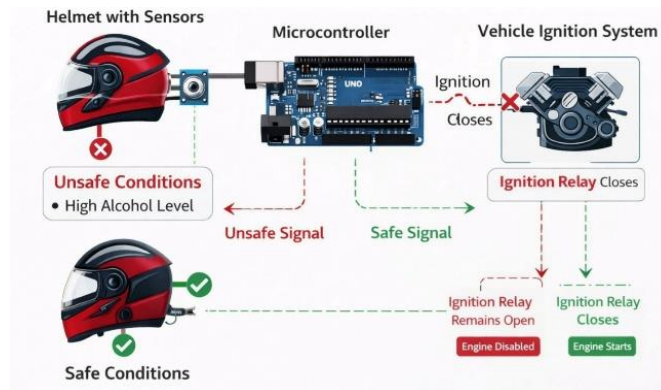 Helmet with Sensors
Microcontroller
Vehicle Ignition System
UNO
Ignition
Closes
Unsafe Conditions
• High Alcohol Level
Ignition Relay Closes
Unsafe Signal
Safe Signal
Ignition Relay
Remains Open
Engine Disabled
Ignition Relay
Closes
Engine Starts
Safe Conditions